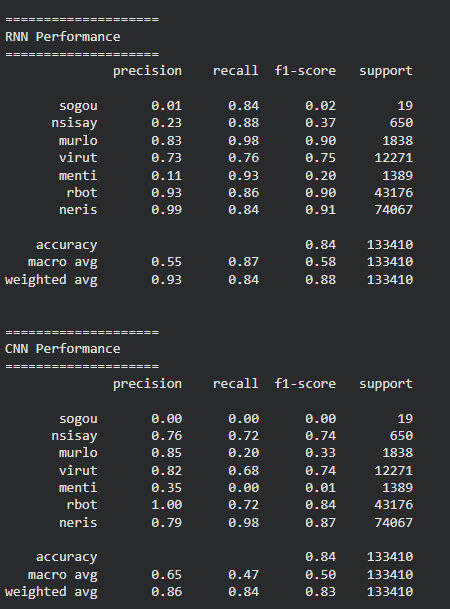 ====================
RNN Performance
====================
precision recall f1-score support
sogou 0.01 0.84 0.02 19
nsisay 0.23 0.88 0.37 650
murlo 0.83 0.98 0.90 1838
virut 0.73 0.76 0.75 12271
menti 0.11 0.93 0.20 1389
rbot 0.93 0.86 0.90 43176
neris 0.99 0.84 0.91 74067
accuracy 0.84 133410
macro avg 0.55 0.87 0.58 133410
weighted avg 0.93 0.84 0.88 133410
====================
CNN Performance
====================
precision recall f1-score support
sogou 0.00 0.00 0.00 19
nsisay 0.76 0.72 0.74 650
murlo 0.85 0.20 0.33 1838
virut 0.82 0.68 0.74 12271
menti 0.35 0.00 0.01 1389
rbot 1.00 0.72 0.84 43176
neris 0.79 0.98 0.87 74067
accuracy 0.84 133410
macro avg 0.65 0.47 0.50 133410
weighted avg 0.86 0.84 0.83 133410